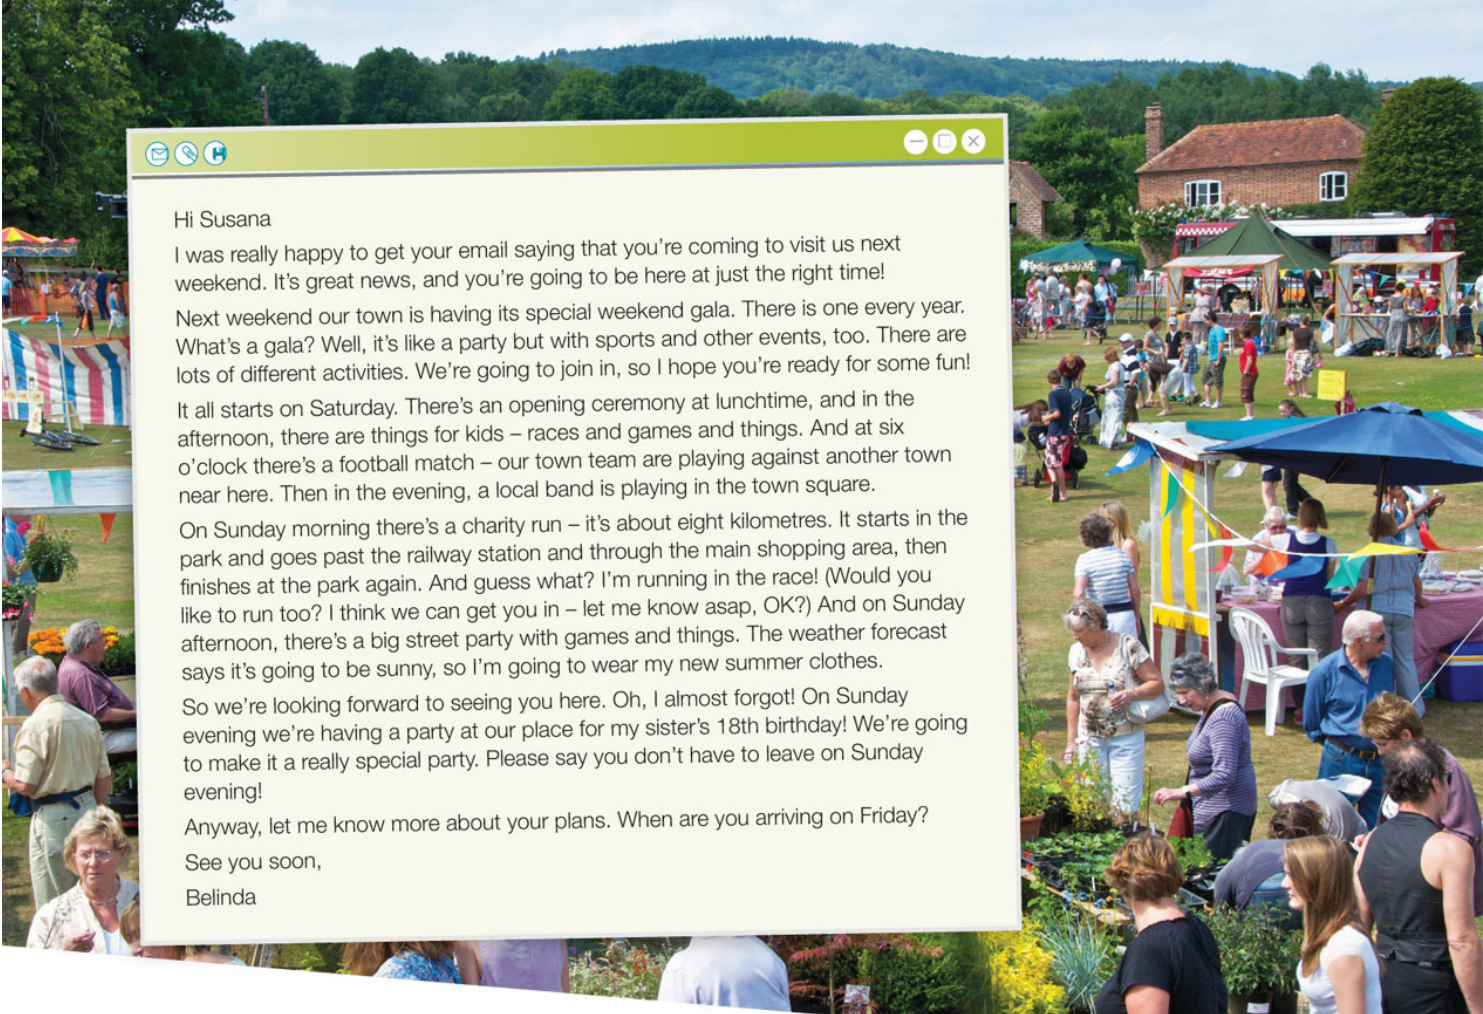 Hi Susana
I was really happy to get your email saying that you're coming to visit us next
weekend. It's great news, and you're going to be here at just the right time!
Next weekend our town is having its special weekend gala. There is one every year.
What's a gala? Well, it's like a party but with sports and other events, too. There are
lots of different activities. We're going to join in, so I hope you're ready for some fun!
It all starts on Saturday. There's an opening ceremony at lunchtime, and in the
afternoon, there are things for kids – races and games and things. And at six
o'clock there's a football match – our town team are playing against another town
near here. Then in the evening, a local band is playing in the town square.
On Sunday morning there's a charity run – it's about eight kilometres. It starts in the
park and goes past the railway station and through the main shopping area, then
finishes at the park again. And guess what? I'm running in the race! (Would you
like to run too? I think we can get you in – let me know asap, OK?) And on Sunday
afternoon, there's a big street party with games and things. The weather forecast
says it's going to be sunny, so I'm going to wear my new summer clothes.
So we're looking forward to seeing you here. Oh, I almost forgot! On Sunday
evening we're having a party at our place for my sister's 18th birthday! We're going
to make it a really special party. Please say you don't have to leave on Sunday
evening!
Anyway, let me know more about your plans. When are you arriving on Friday?
See you soon,
Belinda